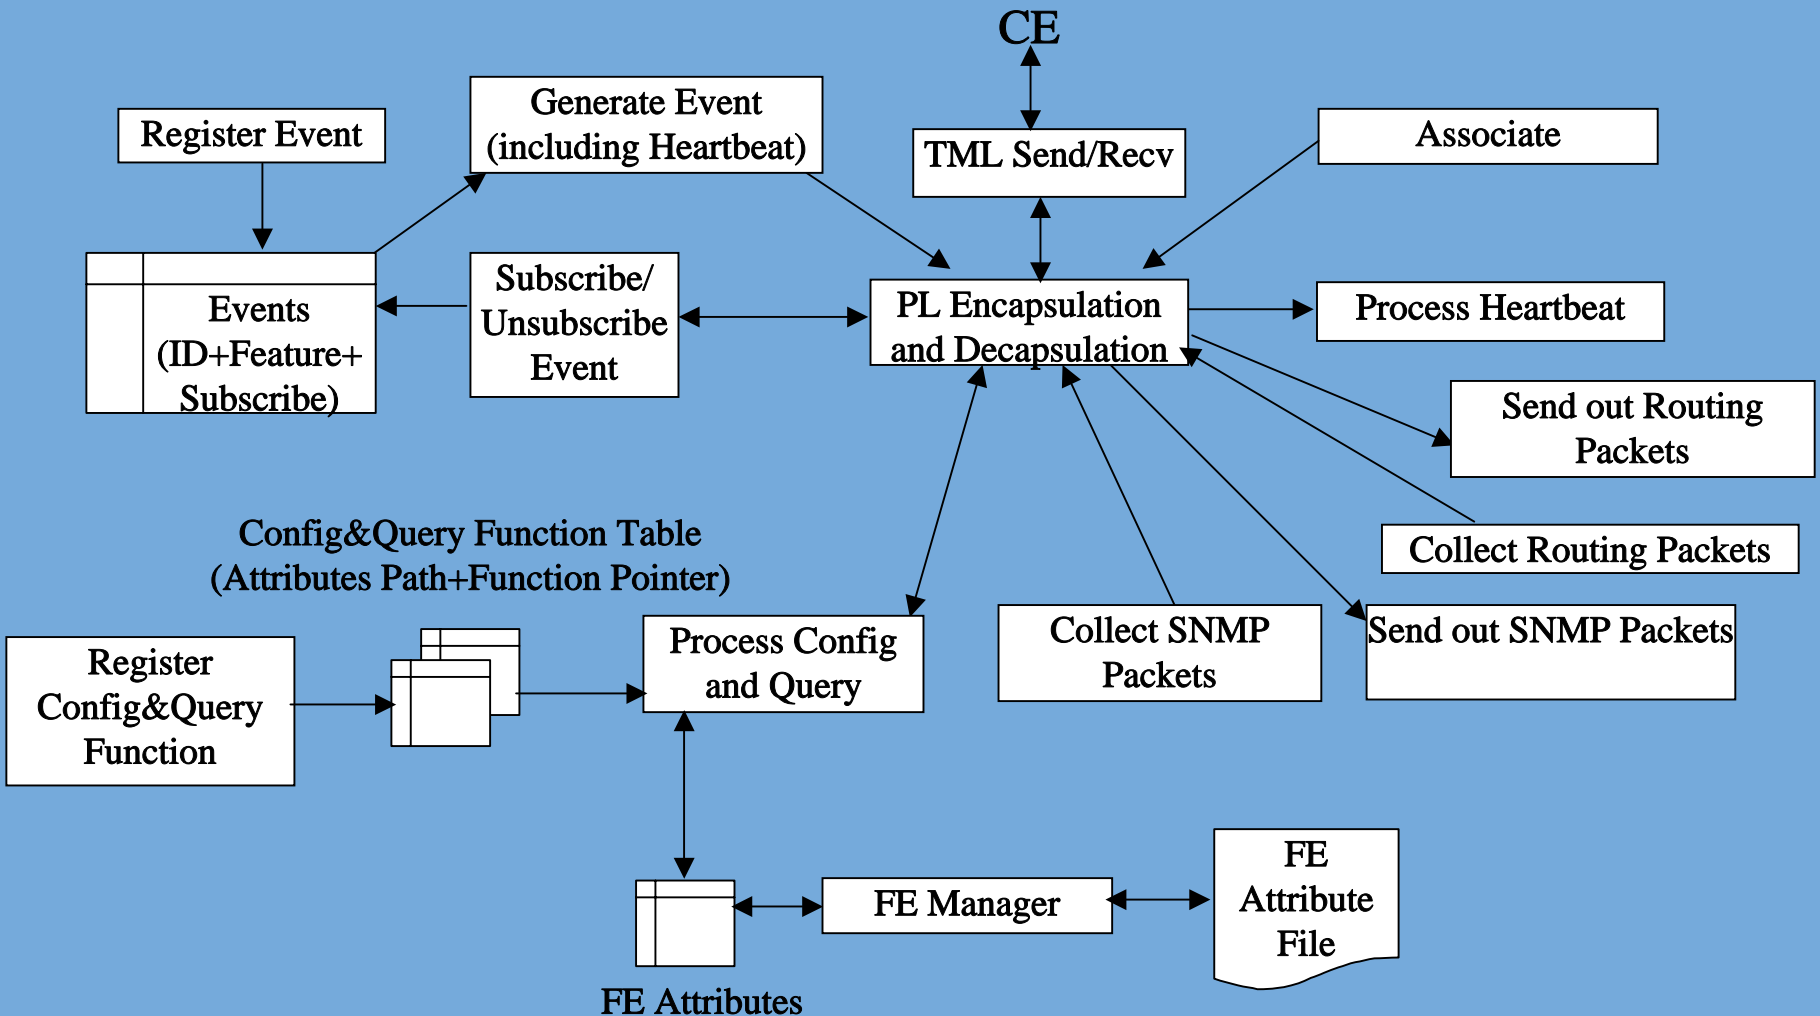 CE
Generate Event
(including Heartbeat)
Register Event
TML Send/Recv
Associate
Events
(ID+Feature+
Subscribe)
Subscribe/
Unsubscribe
Event
PL Encapsulation
and Decapsulation
Process Heartbeat
Send out Routing
Packets
Collect Routing Packets
Config&Query Function Table
(Attributes Path+Function Pointer)
Register
Config&Query
Function
Process Config
and Query
Collect SNMP
Packets
Send out SNMP Packets
FE Manager
FE
Attribute
File
FE Attributes